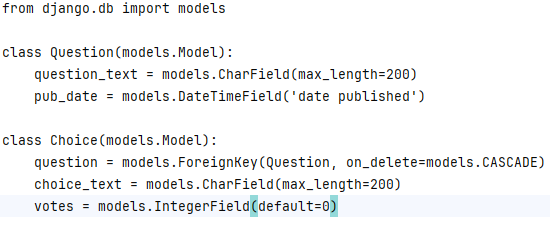 from django.db import models
class Question(models.Model):
question_text = models.CharField(max_length=200)
pub_date = models.DateTimeField('date published')
class Choice(models.Model):
question = models.ForeignKey(Question, on_delete=models.CASCADE)
choice_text = models.CharField(max_length=200)
votes = models.IntegerField(default=0)